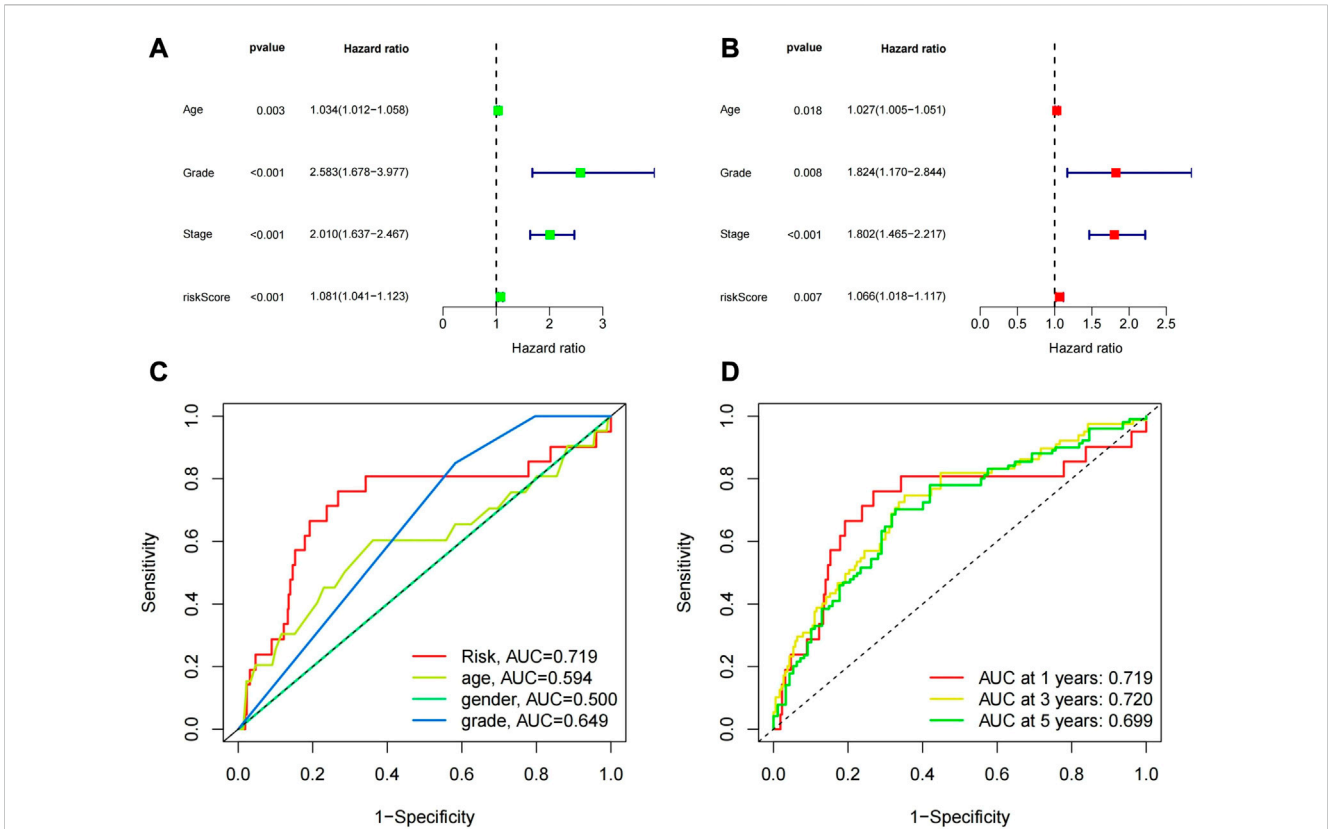 A
pvalue Hazard ratio
Age 0.003 1.034(1.012−1.058)
Grade <0.001 2.583(1.678−3.977)
Stage <0.001 2.010(1.637−2.467)
riskScore <0.001 1.081(1.041−1.123)
0 1 2 3
Hazard ratio
B
pvalue Hazard ratio
Age 0.018 1.027(1.005−1.051)
Grade 0.008 1.824(1.170−2.844)
Stage <0.001 1.802(1.465−2.217)
riskScore 0.007 1.066(1.018−1.117)
0.0 0.5 1.0 1.5 2.0 2.5
Hazard ratio
C
Sensitivity
1.0
0.8
0.6
0.4
0.2
0.0
Risk, AUC=0.719
age, AUC=0.594
gender, AUC=0.500
grade, AUC=0.649
0.0 0.2 0.4 0.6 0.8 1.0
1−Specificity
D
Sensitivity
1.0
0.8
0.6
0.4
0.2
0.0
AUC at 1 years: 0.719
AUC at 3 years: 0.720
AUC at 5 years: 0.699
0.0 0.2 0.4 0.6 0.8 1.0
1−Specificity